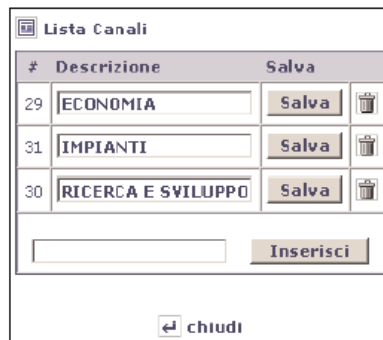 Lista Canali
# Descrizione Salva
29 ECONOMIA Salva
31 IMPIANTI Salva
30 RICERCA E SVILUPPO Salva
Inserisci
chiudi